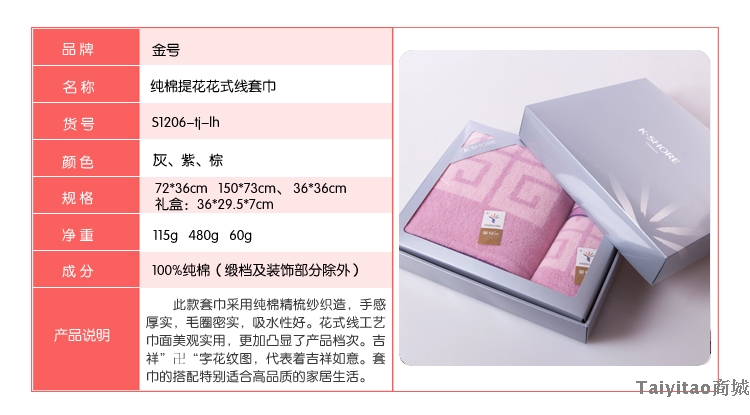 品牌 金号
名称 纯棉提花花式线套巾
货号 S1206-tj-lh
颜色 灰、紫、棕
规格 72*36cm 150*73cm、36*36cm
礼盒：36*29.5*7cm
净重 115g 480g 60g
成分 100%纯棉（缎档及装饰部分除外）
产品说明
此款套巾采用纯棉精梳纱织造，手感
厚实，毛圈密实，吸水性好。花式线工艺
巾面美观实用，更加凸显了产品档次。吉
祥”卍“字花纹图，代表着吉祥如意。套
巾的搭配特别适合高品质的家居生活。
K·SHORE
K·SHORE
Taiyitao商城